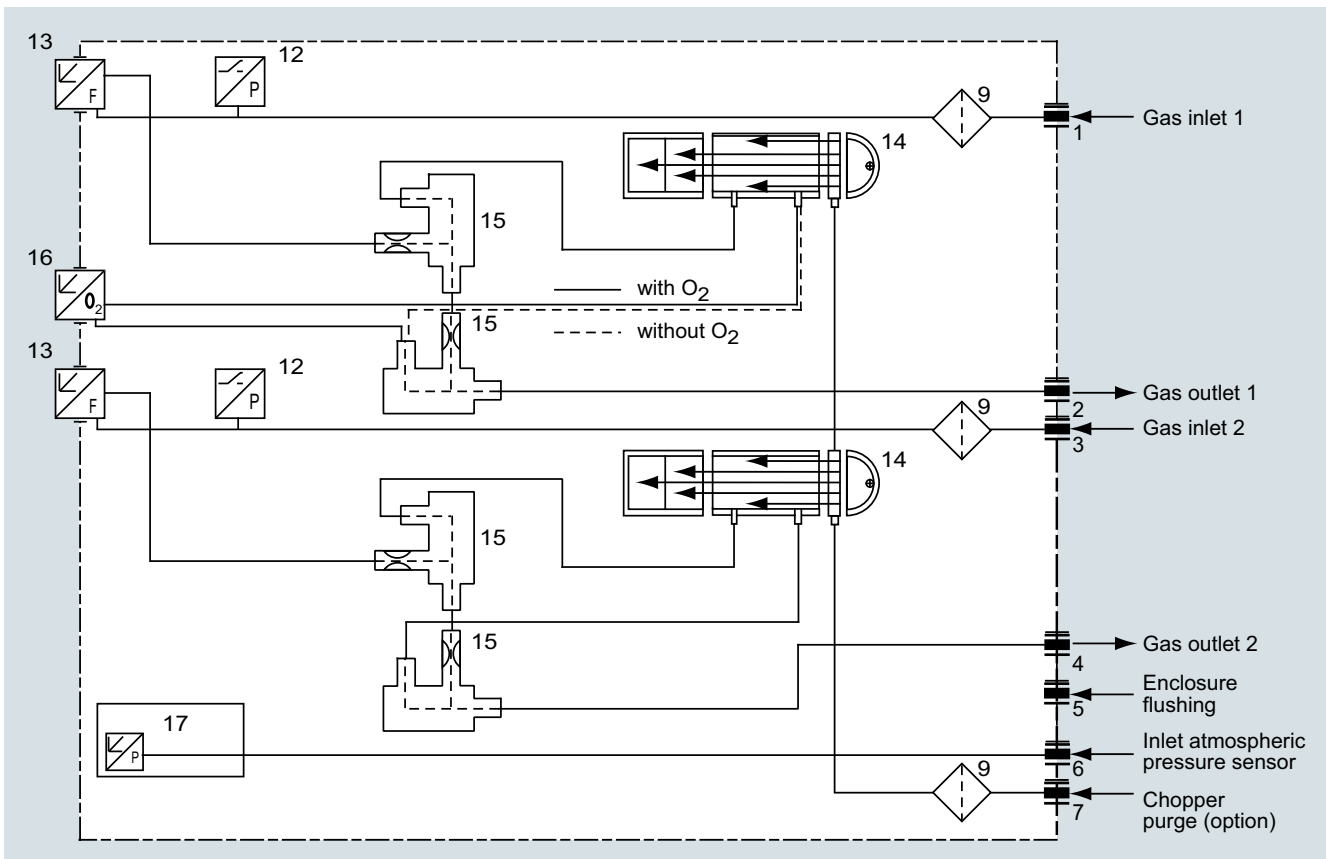 13
12
F
P
9
1
Gas inlet 1
14
15
16
O2
with O2
15
without O2
13
12
F
P
9
2
Gas outlet 1
3
Gas inlet 2
14
15
15
4
Gas outlet 2
5
Enclosure
flushing
17
P
6
Inlet atmospheric
pressure sensor
9
7
Chopper
purge (option)